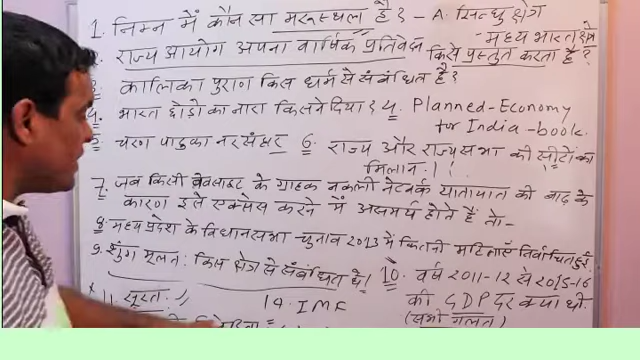 1. निम्न में कौन सा मरूस्थल है? - A. सिन्धु क्षेत्र
- मध्य भारत क्षेत्र
राज्य आयोग अपना वार्षिक प्रतिवेदन किसे प्रस्तुत करता है?
3. कालिका पुराण किस धर्म से संबंधित है?
4. भारत छोड़ो का नारा किसने दिया? 4. Planned-Economy
for India-book.
चरण पादुका नरसंहार 6. राज्य और राज्यसभा की सीटों का
मिलान।।
7. जब किसी वेबसाइट के ग्राहक नकली नेटवर्क यातायात की बाढ़ के
कारण इसे एक्सेस करने में असमर्थ होते हैं तो-
8. मध्यप्रदेश के विधानसभा चुनाव 2013 में कितनी महिलाएँ निर्वाचित हुई
9. शुंग मूलत: किस क्षेत्र से संबंधित थे। 10. वर्ष 2011-12 से 2015-16
की GDP दर क्या थी
(सभी गलत)
11. सूरत
14. IMF